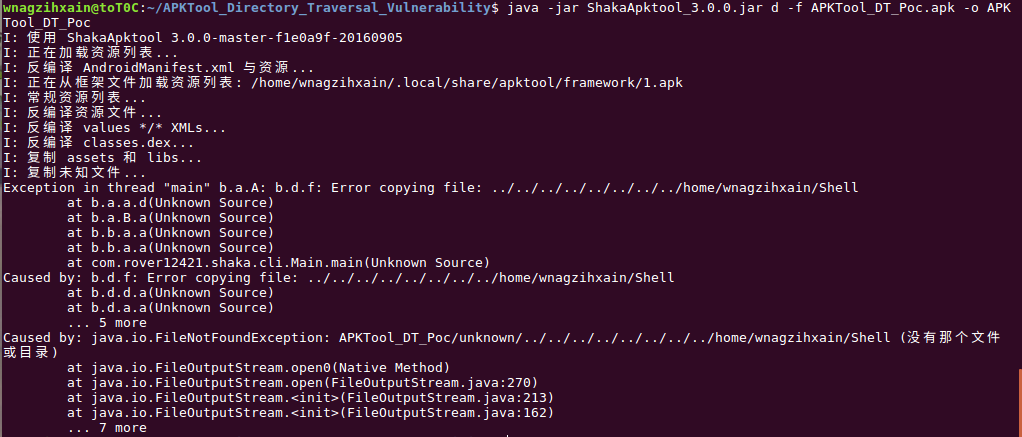 wnagzihxain@toT0C:~/APKTool_Directory_Traversal_Vulnerability$ java -jar ShakaApktool_3.0.0.jar d -f APKTool_DT_Poc.apk -o APK
Tool_DT_Poc
I: 使用 ShakaApktool 3.0.0-master-f1e0a9f-20160905
I: 正在加载资源列表...
I: 反编译 AndroidManifest.xml 与资源...
I: 正在从框架文件加载资源列表: /home/wnagzihxain/.local/share/apktool/framework/1.apk
I: 常规资源列表...
I: 反编译资源文件...
I: 反编译 values */* XMLs...
I: 反编译 classes.dex...
I: 复制 assets 和 libs...
I: 复制未知文件...
Exception in thread "main" b.a.A: b.d.f: Error copying file: ../../../../../../../../home/wnagzihxain/Shell
at b.a.a.d(Unknown Source)
at b.a.B.a(Unknown Source)
at b.b.a.a(Unknown Source)
at b.b.a.a(Unknown Source)
at com.rover12421.shaka.cli.Main.main(Unknown Source)
Caused by: b.d.f: Error copying file: ../../../../../../../../home/wnagzihxain/Shell
at b.d.d.a(Unknown Source)
at b.d.a.a(Unknown Source)
... 5 more
Caused by: java.io.FileNotFoundException: APKTool_DT_Poc/unknown/../../../../../../../../home/wnagzihxain/Shell (没有那个文件
或目录)
at java.io.FileOutputStream.open0(Native Method)
at java.io.FileOutputStream.open(FileOutputStream.java:270)
at java.io.FileOutputStream.<init>(FileOutputStream.java:213)
at java.io.FileOutputStream.<init>(FileOutputStream.java:162)
... 7 more